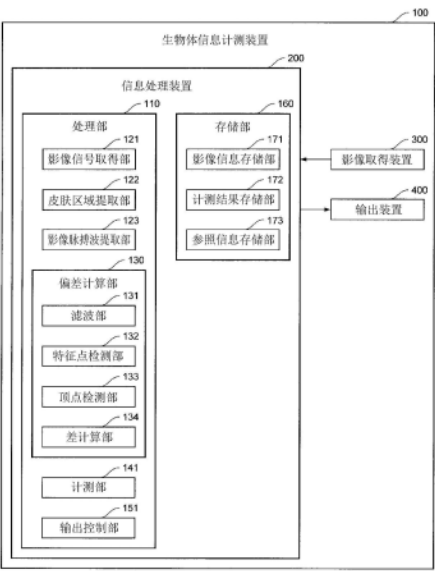 100
生物体信息计测装置
200
信息处理装置
110
处理部
121
影像信号取得部
122
皮肤区域提取部
123
影像脉搏波提取部
130
偏差计算部
131
滤波部
132
特征点检测部
133
顶点检测部
134
差计算部
141
计测部
151
输出控制部
160
存储部
171
影像信息存储部
172
计测结果存储部
173
参照信息存储部
300
影像取得装置
400
输出装置